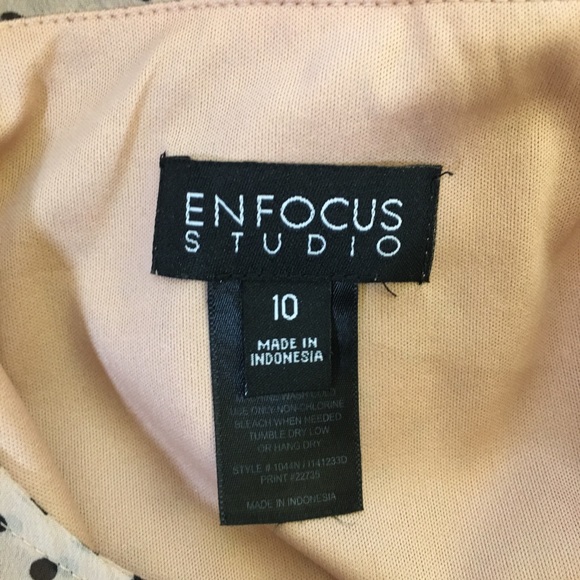 ENFOCUS
STUDIO
10
MADE IN
INDONESIA
USE ONLY NON-CHLORINE
BLEACH WHEN NEEDED
TUMBLE DRY LOW
OR HANG DRY
PRINT #22735
MADE IN INDONESIA